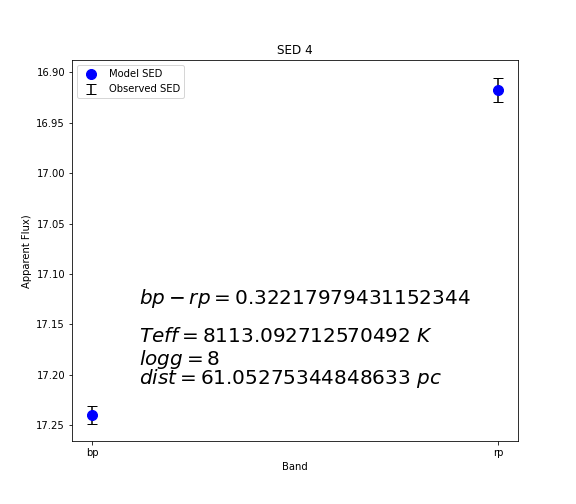 SED 4
16.90
16.95
17.00
17.05
17.10
17.15
17.20
17.25
Apparent Flux)
Model SED
Observed SED
bp − rp = 0.32217979431152344
Teff = 8113.092712570492 K
logg = 8
dist = 61.05275344848633 pc
bp rp
Band